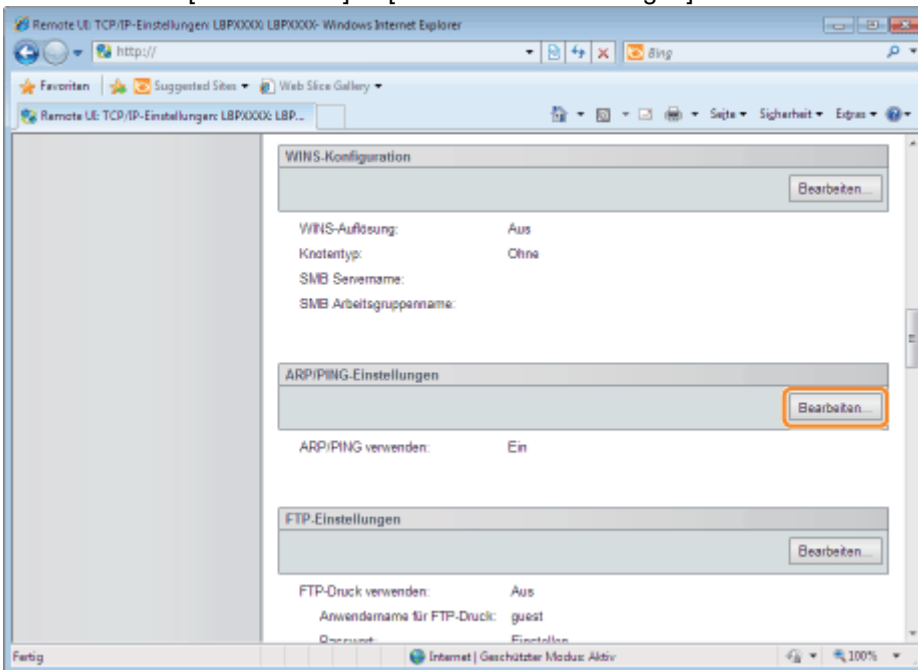 Remote UI: TCP/IP-Einstellungen: LBPXXXX: LBPXXXX- Windows Internet Explorer
http://
Bing
Favoriten Suggested Sites Web Slice Gallery
Remote UI: TCP/IP-Einstellungen: LBPXXXX: LBP... Seite Sicherheit Extras
WINS-Konfiguration
Bearbeiten...
WINS-Auflösung: Aus
Knotentyp: Ohne
SMB Servername:
SMB Arbeitsgruppenname:
ARP/PING-Einstellungen
Bearbeiten...
ARP/PING verwenden: Ein
FTP-Einstellungen
Bearbeiten...
FTP-Druck verwenden: Aus
Anwendername für FTP-Druck: guest
Passwort: Einstellen
Fertig Internet | Geschützter Modus: Aktiv 100%